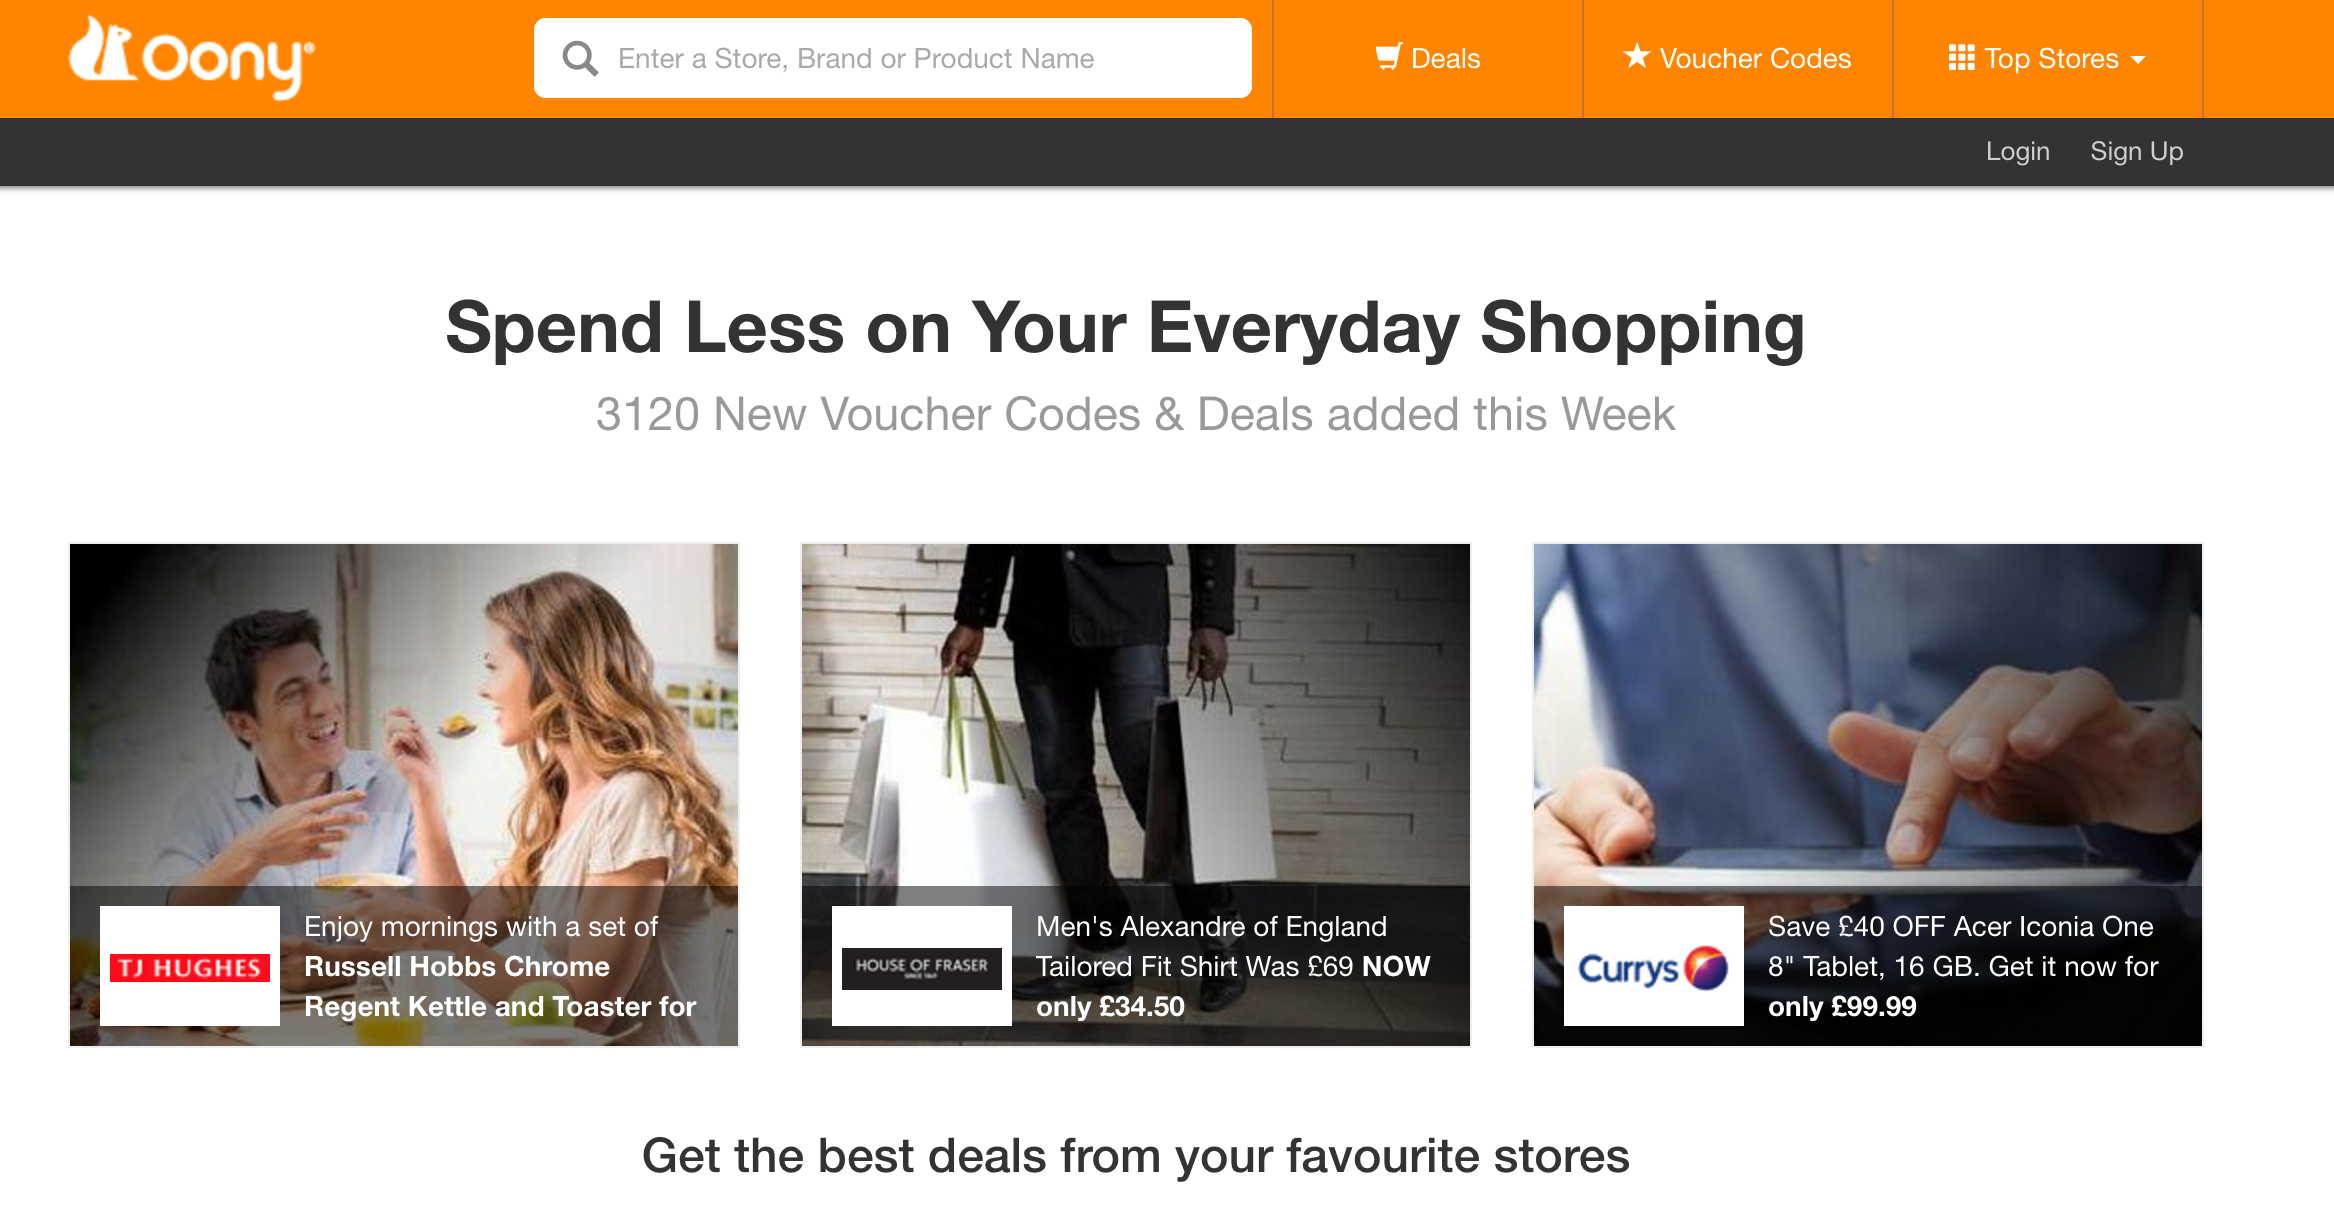 Oony®
Enter a Store, Brand or Product Name
Deals
Voucher Codes
Top Stores
Login
Sign Up
Spend Less on Your Everyday Shopping
3120 New Voucher Codes & Deals added this Week
TJ HUGHES
Enjoy mornings with a set of
Russell Hobbs Chrome
Regent Kettle and Toaster for
HOUSE OF FRASER
SINCE 1849
Men's Alexandre of England
Tailored Fit Shirt Was £69 NOW
only £34.50
Currys
Save £40 OFF Acer Iconia One
8" Tablet, 16 GB. Get it now for
only £99.99
Get the best deals from your favourite stores